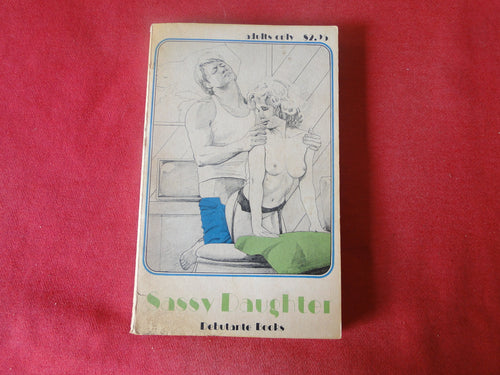 adults only $2.95
Sassy Daughter
Debutante Books